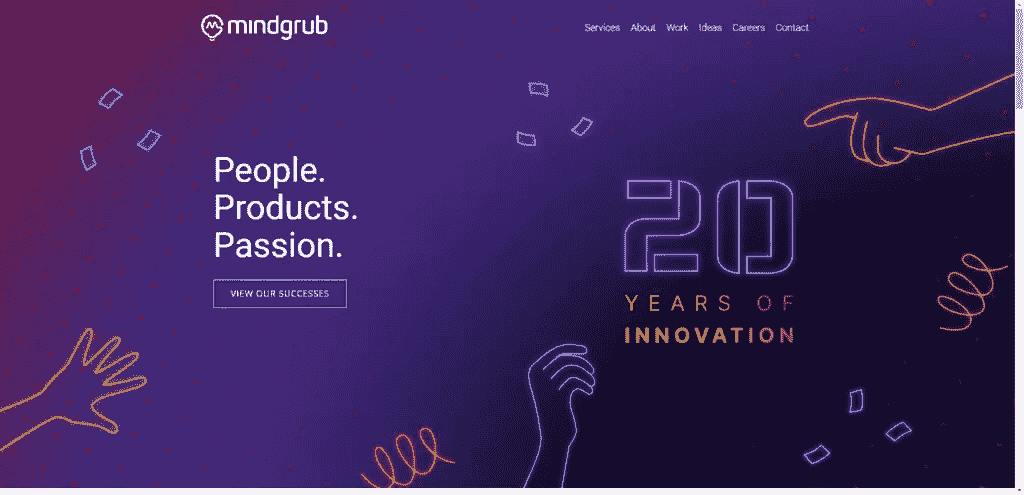 mindgrub
Services About Work Ideas Careers Contact
People.
Products.
Passion.
VIEW OUR SUCCESSES
20
YEARS OF
INNOVATION